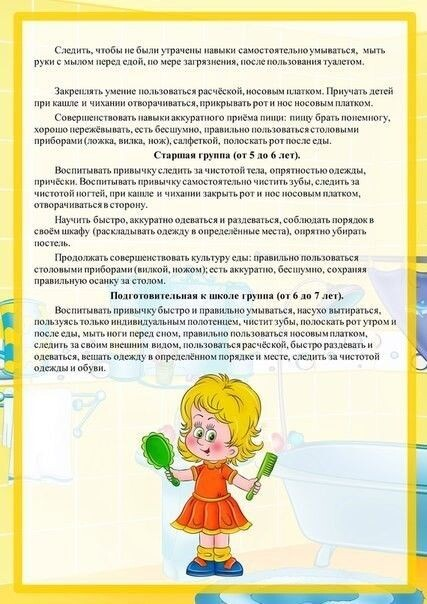 Следить, чтобы не были утрачены навыки самостоятельно умываться, мыть
руки с мылом перед едой, по мере загрязнения, после пользования туалетом.
Закреплять умение пользоваться расчёской, носовым платком. Приучать детей
при кашле и чихании отворачиваться, прикрывать рот и нос носовым платком.
Совершенствовать навыки аккуратного приёма пищи: пищу брать понемногу,
хорошо пережёвывать, есть бесшумно, правильно пользоваться столовыми
приборами (ложка, вилка, нож), салфеткой, полоскать рот после еды.
Старшая группа (от 5 до 6 лет).
Воспитывать привычку следить за чистотой тела, опрятностью одежды,
причёски. Воспитывать привычку самостоятельно чистить зубы, следить за
чистотой ногтей, при кашле и чихании закрыть рот и нос носовым платком,
отворачиваться в сторону.
Научить быстро, аккуратно одеваться и раздеваться, соблюдать порядок в
своём шкафу (раскладывать одежду в определённые места), опрятно убирать
постель.
Продолжать совершенствовать культуру еды: правильно пользоваться
столовыми приборами (вилкой, ножом); есть аккуратно, бесшумно, сохраняя
правильную осанку за столом.
Подготовительная к школе группа (от 6 до 7 лет).
Воспитывать привычку быстро и правильно умываться, насухо вытираться,
пользуясь только индивидуальным полотенцем, чистит зубы, полоскать рот утром и
после еды, мыть ноги перед сном, правильно пользоваться носовым платком,
следить за своим внешним видом, пользоваться расчёской, быстро раздевать и
одеваться, вешать одежду в определённом порядке и месте, следить за чистотой
одежды и обуви.